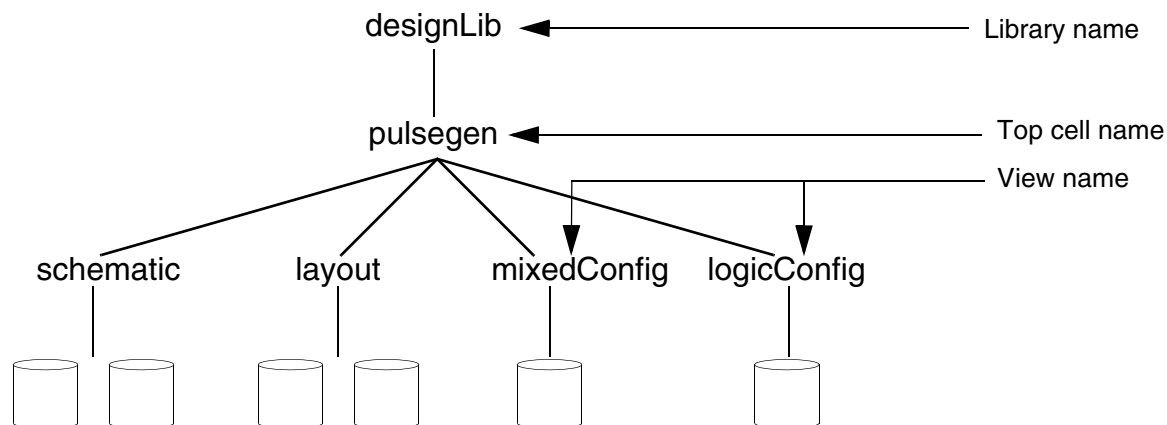 designLib
Library name
pulsegen
Top cell name
View name
schematic
layout
mixedConfig
logicConfig